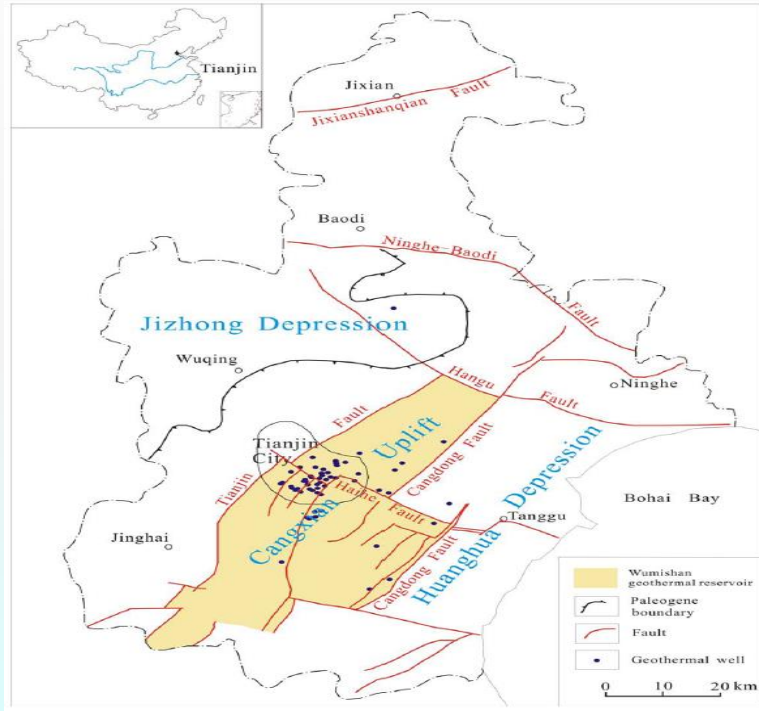 Tianjin
Jixian
Jixianshanqian Fault
Baodi
Ninghe-Baodi Fault
Jizhong Depression
Wuqing
Hangu Fault
Ninghe
Tianjin Fault
Tianjin
City
Cangxian Uplift
Cangdong Fault
Haihe Fault
Huanghua Depression
Bohai Bay
Tanggu
Jinghai
Cangdong Fault
Wumishan
geothermal reservoir
Paleogene
boundary
Fault
Geothermal well
0 10 20 km